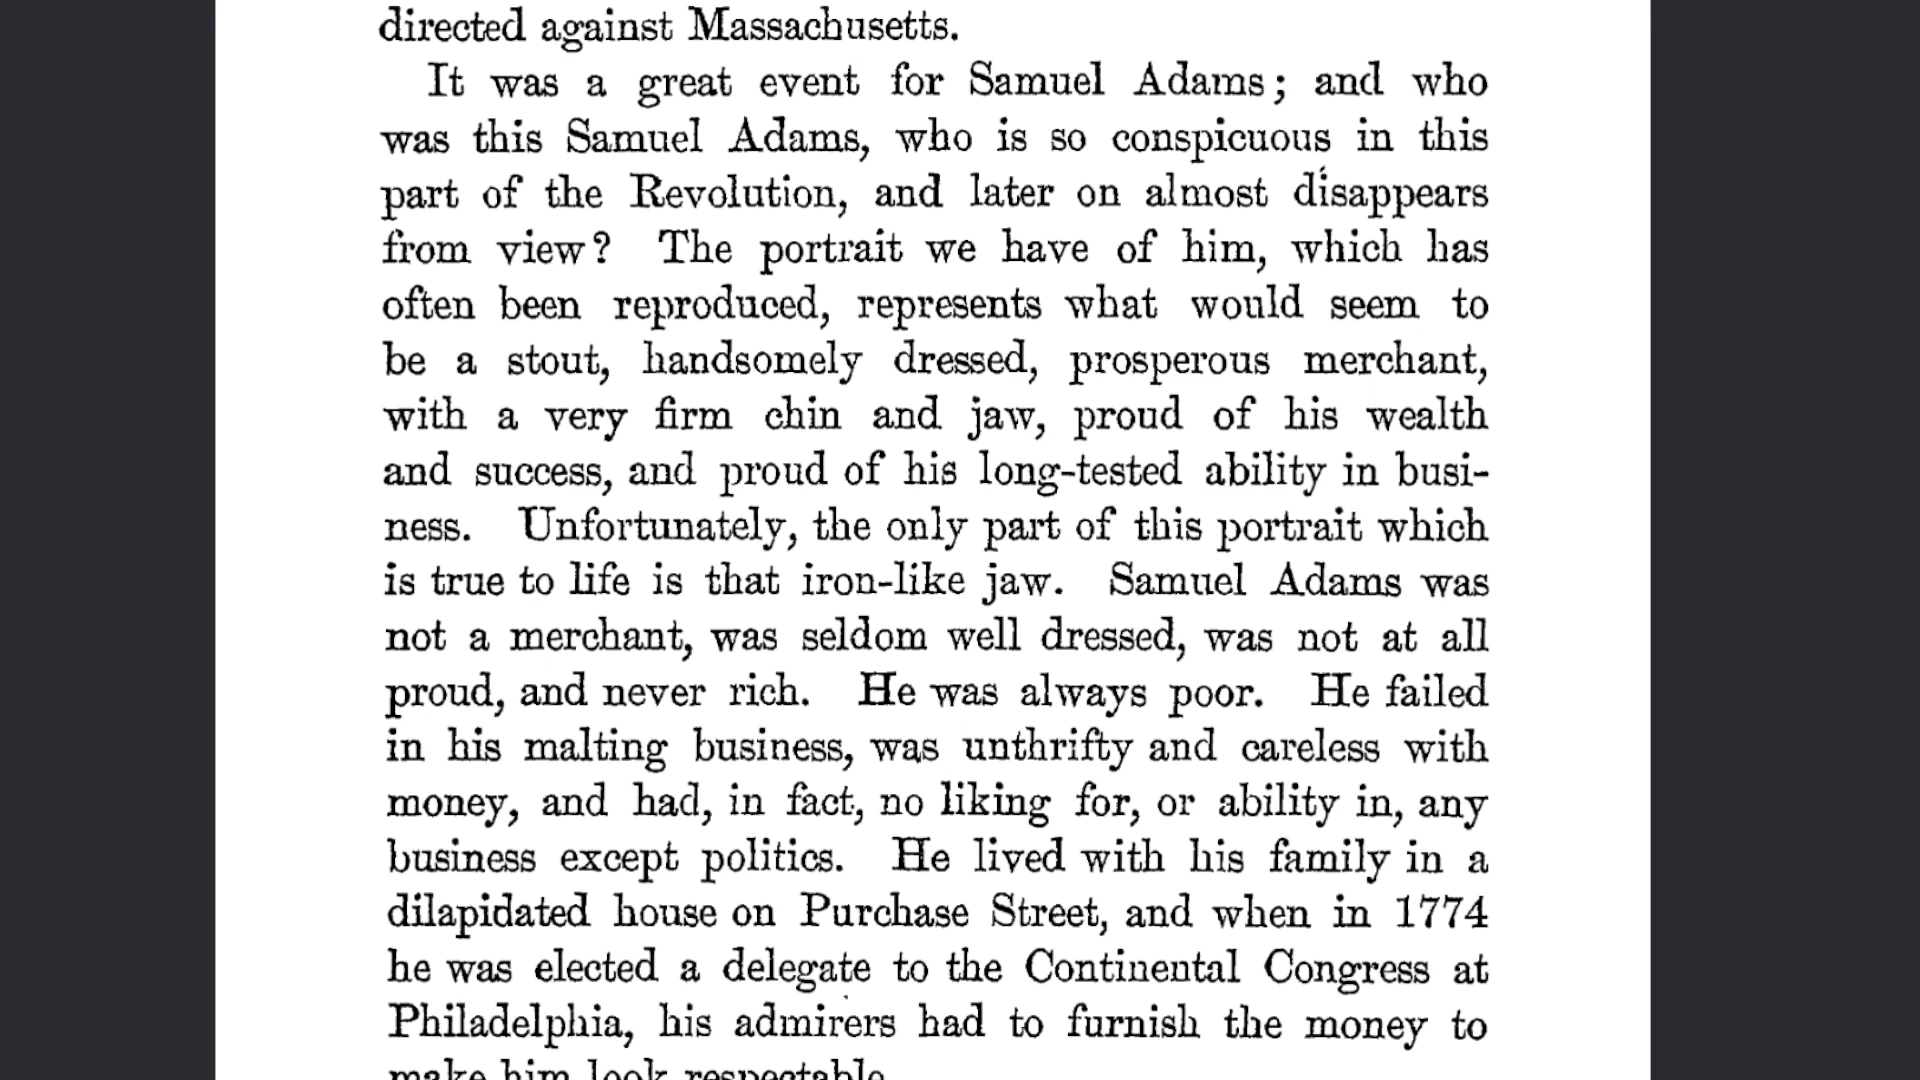 directed against Massachusetts.
It was a great event for Samuel Adams; and who
was this Samuel Adams, who is so conspicuous in this
part of the Revolution, and later on almost disappears
from view? The portrait we have of him, which has
often been reproduced, represents what would seem to
be a stout, handsomely dressed, prosperous merchant,
with a very firm chin and jaw, proud of his wealth
and success, and proud of his long-tested ability in busi-
ness. Unfortunately, the only part of this portrait which
is true to life is that iron-like jaw. Samuel Adams was
not a merchant, was seldom well dressed, was not at all
proud, and never rich. He was always poor. He failed
in his malting business, was unthrifty and careless with
money, and had, in fact, no liking for, or ability in, any
business except politics. He lived with his family in a
dilapidated house on Purchase Street, and when in 1774
he was elected a delegate to the Continental Congress at
Philadelphia, his admirers had to furnish the money to
make him look respectable.